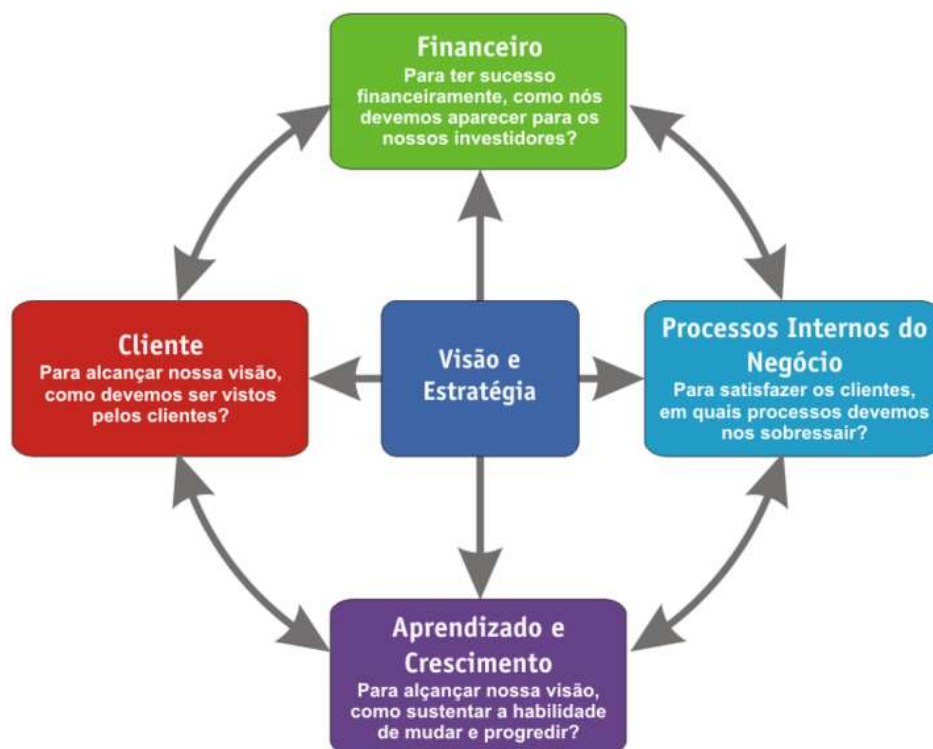 Financeiro
Para ter sucesso
financeiramente, como nós
devemos aparecer para os
nossos investidores?
Cliente
Para alcançar nossa visão,
como devemos ser vistos
pelos clientes?
Visão e
Estratégia
Processos Internos do
Negócio
Para satisfazer os clientes,
em quais processos devemos
nos sobressair?
Aprendizado e
Crescimento
Para alçançar nossa visão,
como sustentar a habilidade
de mudar e progredir?